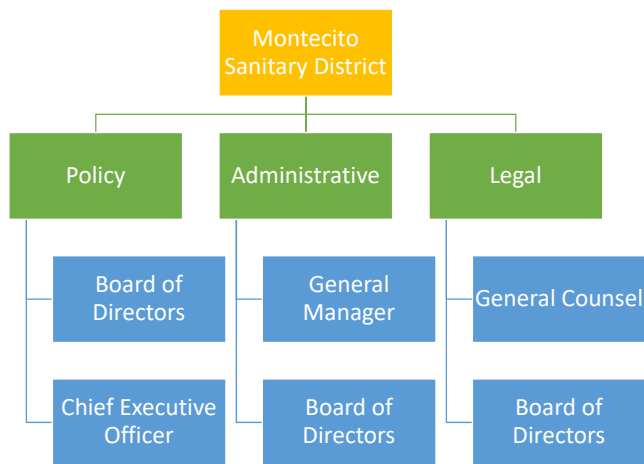 Montecito
Sanitary District
Policy
Administrative
Legal
Board of
Directors
General
Manager
General Counsel
Chief Executive
Officer
Board of
Directors
Board of
Directors